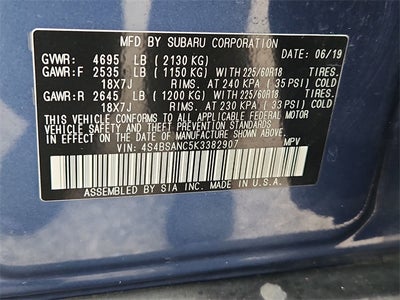 MFD. BY SUBARU CORPORATION DATE: 06/19
GVWR: 4695 LB (2130 KG)
GAWR:F 2535 LB (1150 KG) WITH 225/60R18 TIRES.
18X7J RIMS.AT 240 KPA (35 PSI)COLD
GAWR:R 2645 LB (1200 KG) WITH 225/60R18 TIRES.
18X7J RIMS.AT 230 KPA (33 PSI)COLD
THIS VEHICLE CONFORMS TO ALL APPLICABLE FEDERAL MOTOR
VEHICLE SAFETY,BUMPER,AND THEFT PREVENTION STANDARDS
IN EFFECT ON THE DATE OF MANUFACTURE SHOWN ABOVE.
VIN: 4S4BSANC5K3382907 MPV
ASSEMBLED BY SIA INC. MADE IN U.S.A.